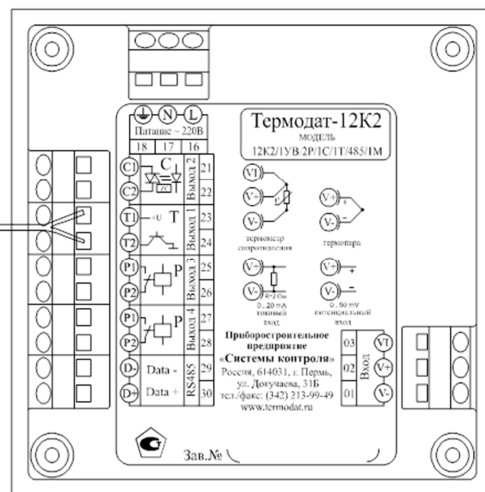 Питание ~ 220В
18 17 16
Термодат-12К2
МОДЕЛЬ
12К2/1УВ/2Р/1С/1Т/485/1М
C1 C Выход 2 21
C2 22
T1 +U T Выход 1 23
T2 24
P1 P Выход 3 25
P2 26
P1 P Выход 4 27
P2 28
D- Data - RS485 29
D+ Data + 30
VI
V+
V-
термометр
сопротивления
V+ +
V- -
термопара
V+
V-
R=2 Ом
0...20 mA
токовый
вход
V+ +
V- -
0...50 mV
потенциальный
вход
Приборостроительное
предприятие
«Системы контроля»
Россия, 614031, г. Пермь,
ул. Докучаева, 31Б
тел./факс: (342) 213-99-49
www.termodat.ru
03 Вход VI
02 V+
01 V-
Зав.№